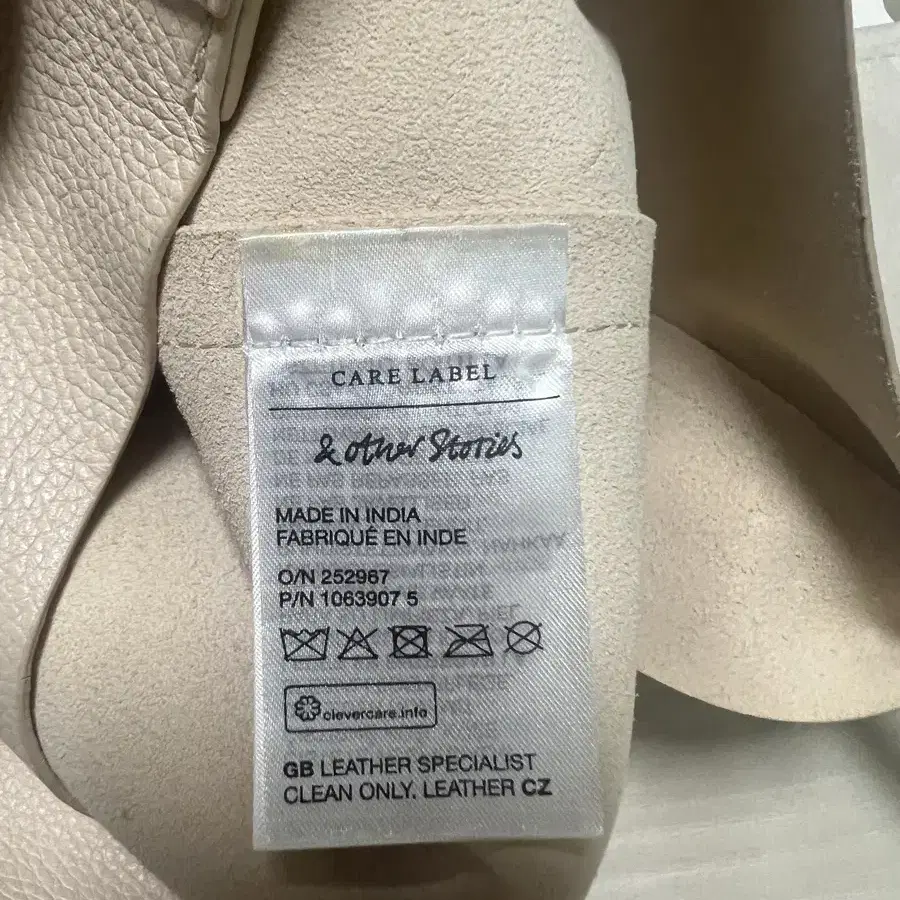 CARE LABEL
& other Stories
MADE IN INDIA
FABRIQUÉ EN INDE
O/N 252967
P/N 1063907 5
clevercare.info
GB LEATHER SPECIALIST
CLEAN ONLY. LEATHER CZ